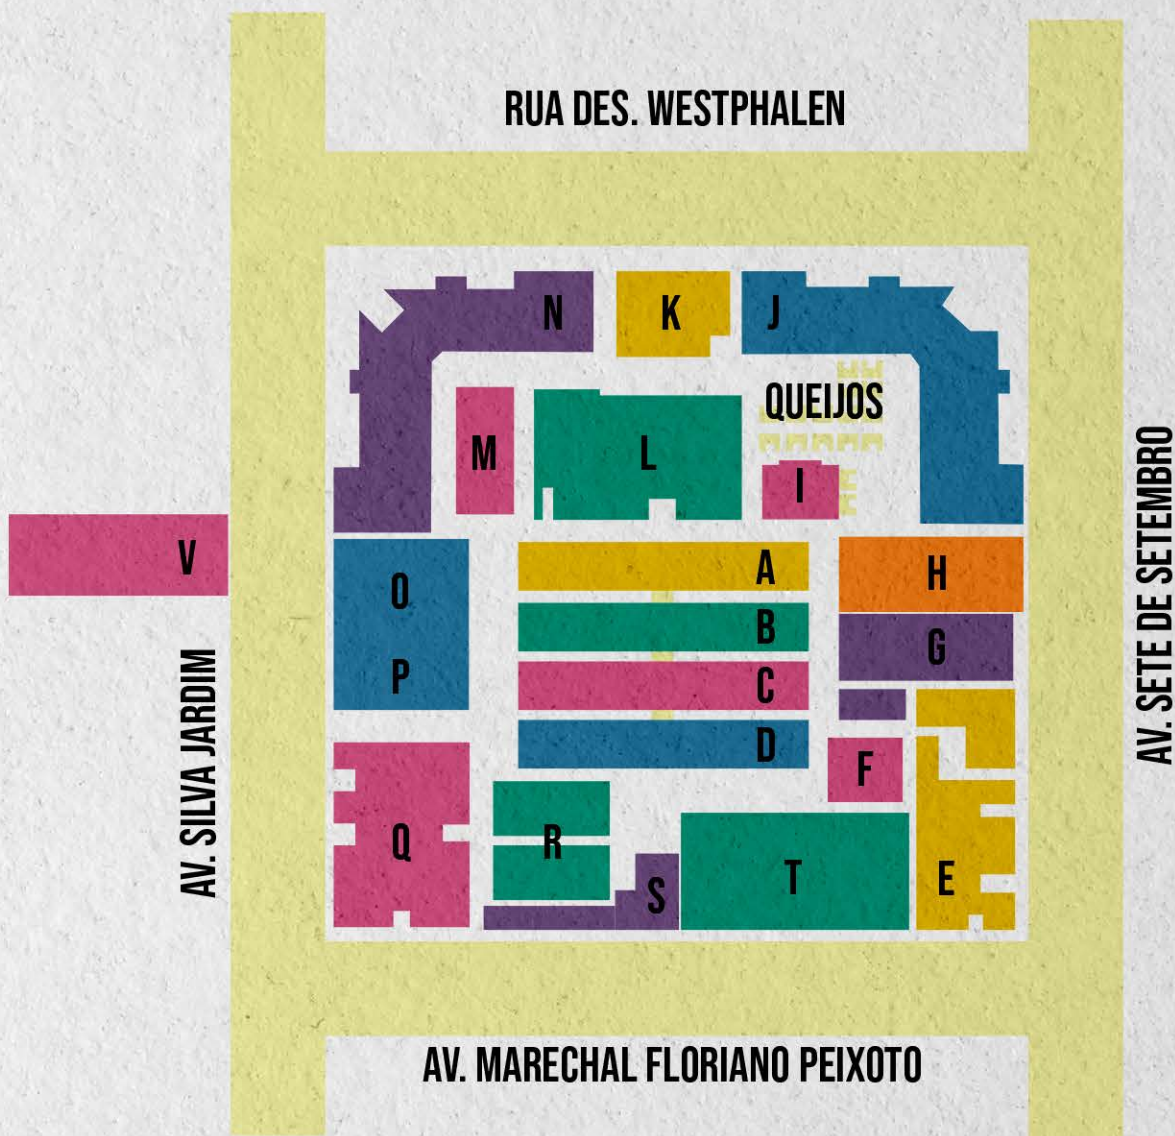 RUA DES. WESTPHALEN
N
K
J
QUEIJOS
M
L
I
V
A
H
O
B
G
P
C
D
F
Q
R
T
E
S
AV. SILVA JARDIM
AV. SETE DE SETEMBRO
AV. MARECHAL FLORIANO PEIXOTO